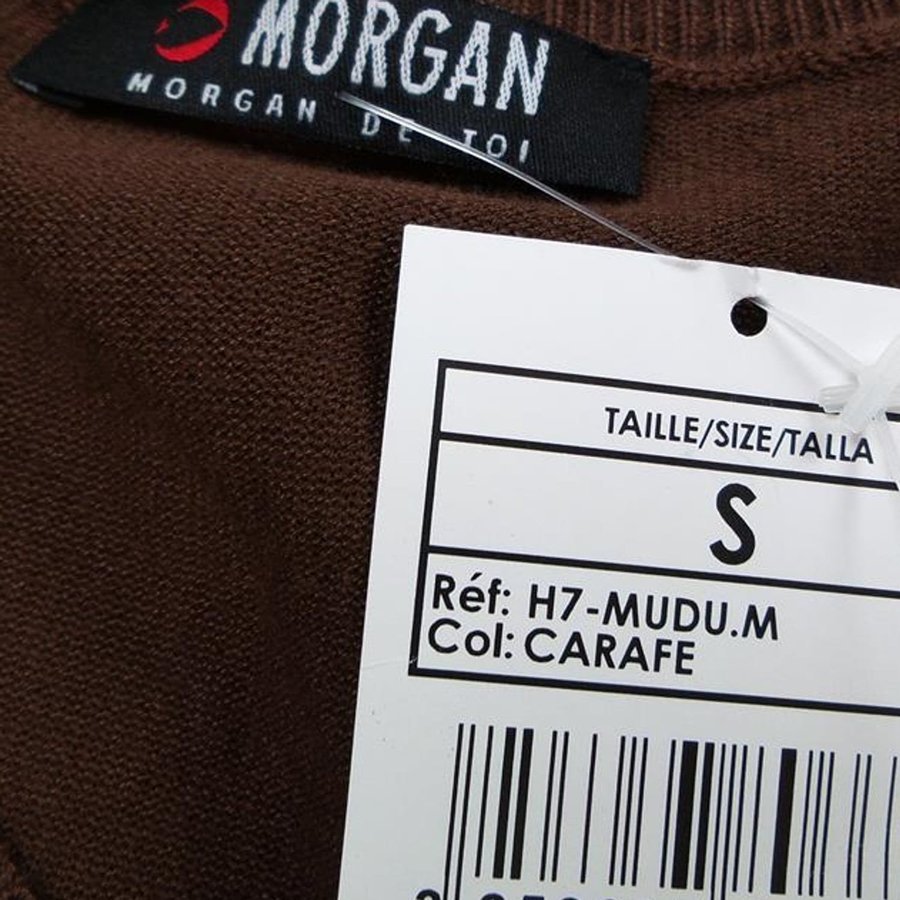 MORGAN
MORGAN DE TOI
TAILLE/SIZE/TALLA
S
Réf: H7-MUDU.M
Col: CARAFE